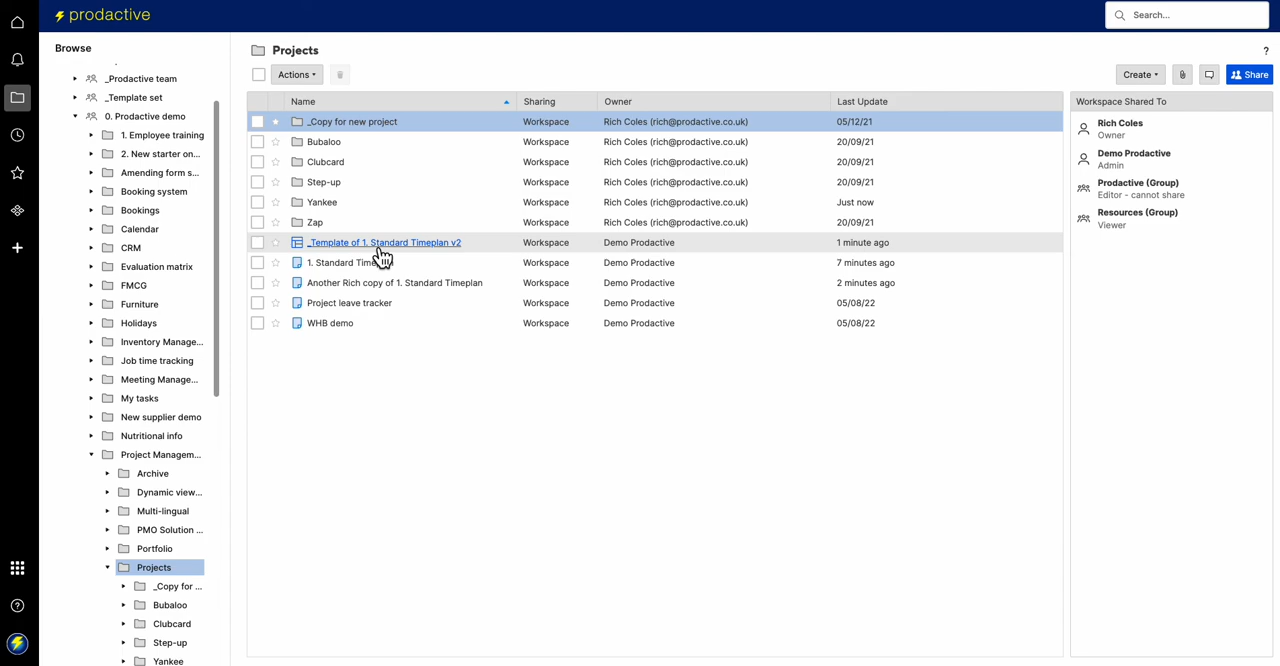 prodactive
Search...
Browse
_Prodactive team
_Template set
0. Prodactive demo
1. Employee training
2. New starter on...
Amending form s...
Booking system
Bookings
Calendar
CRM
Evaluation matrix
FMCG
Furniture
Holidays
Inventory Manage...
Job time tracking
Meeting Manage...
My tasks
New supplier demo
Nutritional info
Project Managem...
Archive
Dynamic view...
Multi-lingual
PMO Solution ...
Portfolio
Projects
_Copy for ...
Bubaloo
Clubcard
Step-up
Yankee
Projects
?
Actions
Create
Share
Name Sharing Owner Last Update
_Copy for new project Workspace Rich Coles (rich@prodactive.co.uk) 05/12/21
Bubaloo Workspace Rich Coles (rich@prodactive.co.uk) 20/09/21
Clubcard Workspace Rich Coles (rich@prodactive.co.uk) 20/09/21
Step-up Workspace Rich Coles (rich@prodactive.co.uk) 20/09/21
Yankee Workspace Rich Coles (rich@prodactive.co.uk) Just now
Zap Workspace Rich Coles (rich@prodactive.co.uk) 20/09/21
_Template of 1. Standard Timeplan v2 Workspace Demo Prodactive 1 minute ago
1. Standard Workspace Demo Prodactive 7 minutes ago
Another Rich copy of 1. Standard Timeplan Workspace Demo Prodactive 2 minutes ago
Project leave tracker Workspace Demo Prodactive 05/08/22
WHB demo Workspace Demo Prodactive 05/08/22
Workspace Shared To
Rich Coles
Owner
Demo Prodactive
Admin
Prodactive (Group)
Editor - cannot share
Resources (Group)
Viewer